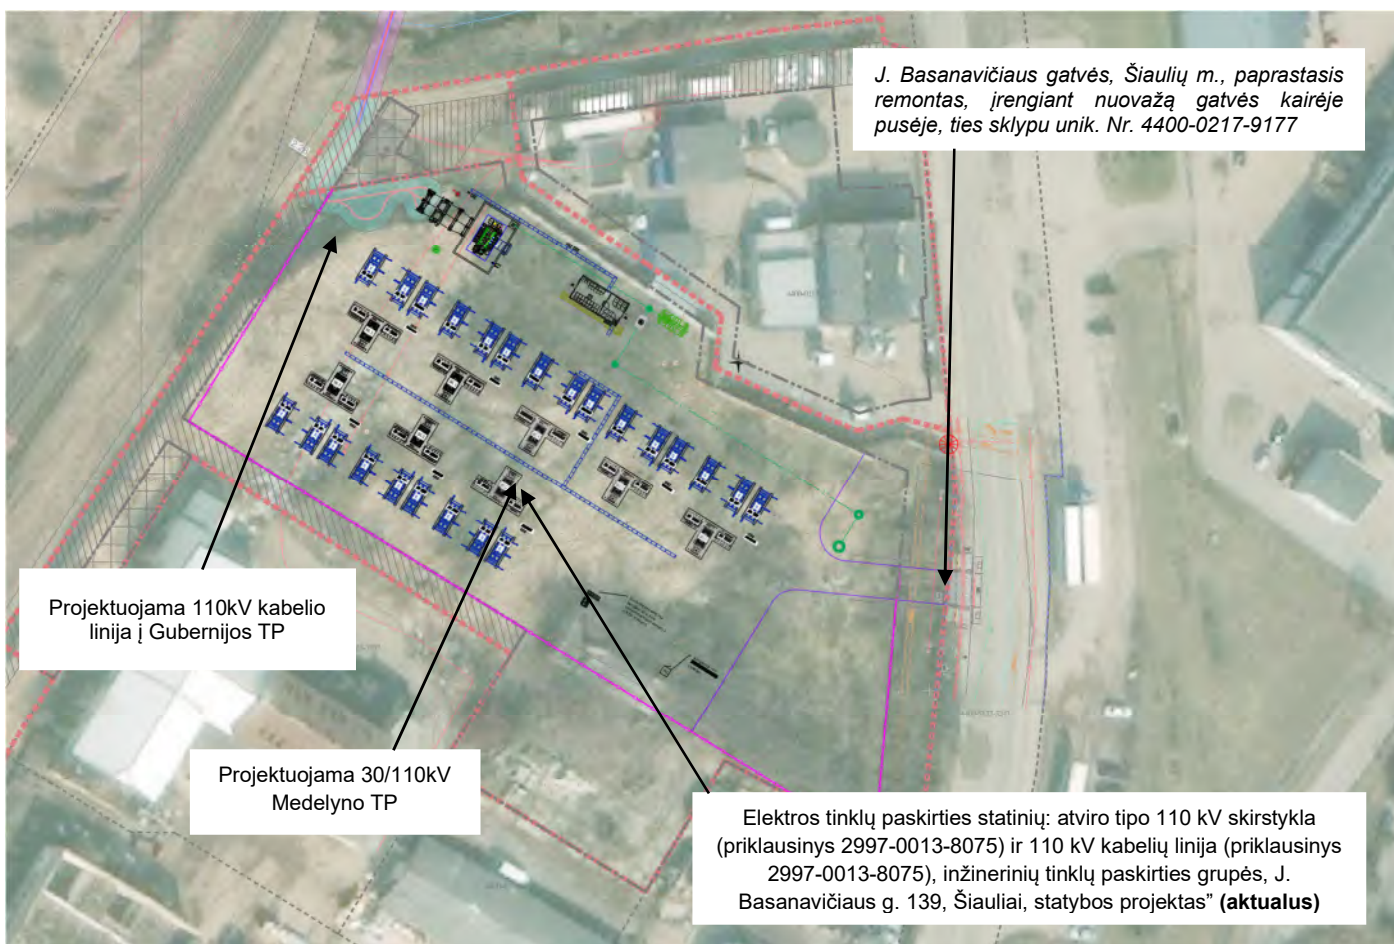 J. Basanavičiaus gatvės, Šiaulių m., paprastasis
remontas, įrengiant nuovažą gatvės kairėje
pusėje, ties sklypu unik. Nr. 4400-0217-9177
Projektuojama 110kV kabelio
linija į Gubernijos TP
Projektuojama 30/110kV
Medelyno TP
Elektros tinklų paskirties statinių: atviro tipo 110 kV skirstykla
(priklausinys 2997-0013-8075) ir 110 kV kabelių linija (priklausinys
2997-0013-8075), inžinerinių tinklų paskirties grupės, J.
Basanavičiaus g. 139, Šiauliai, statybos projektas” (aktualus)